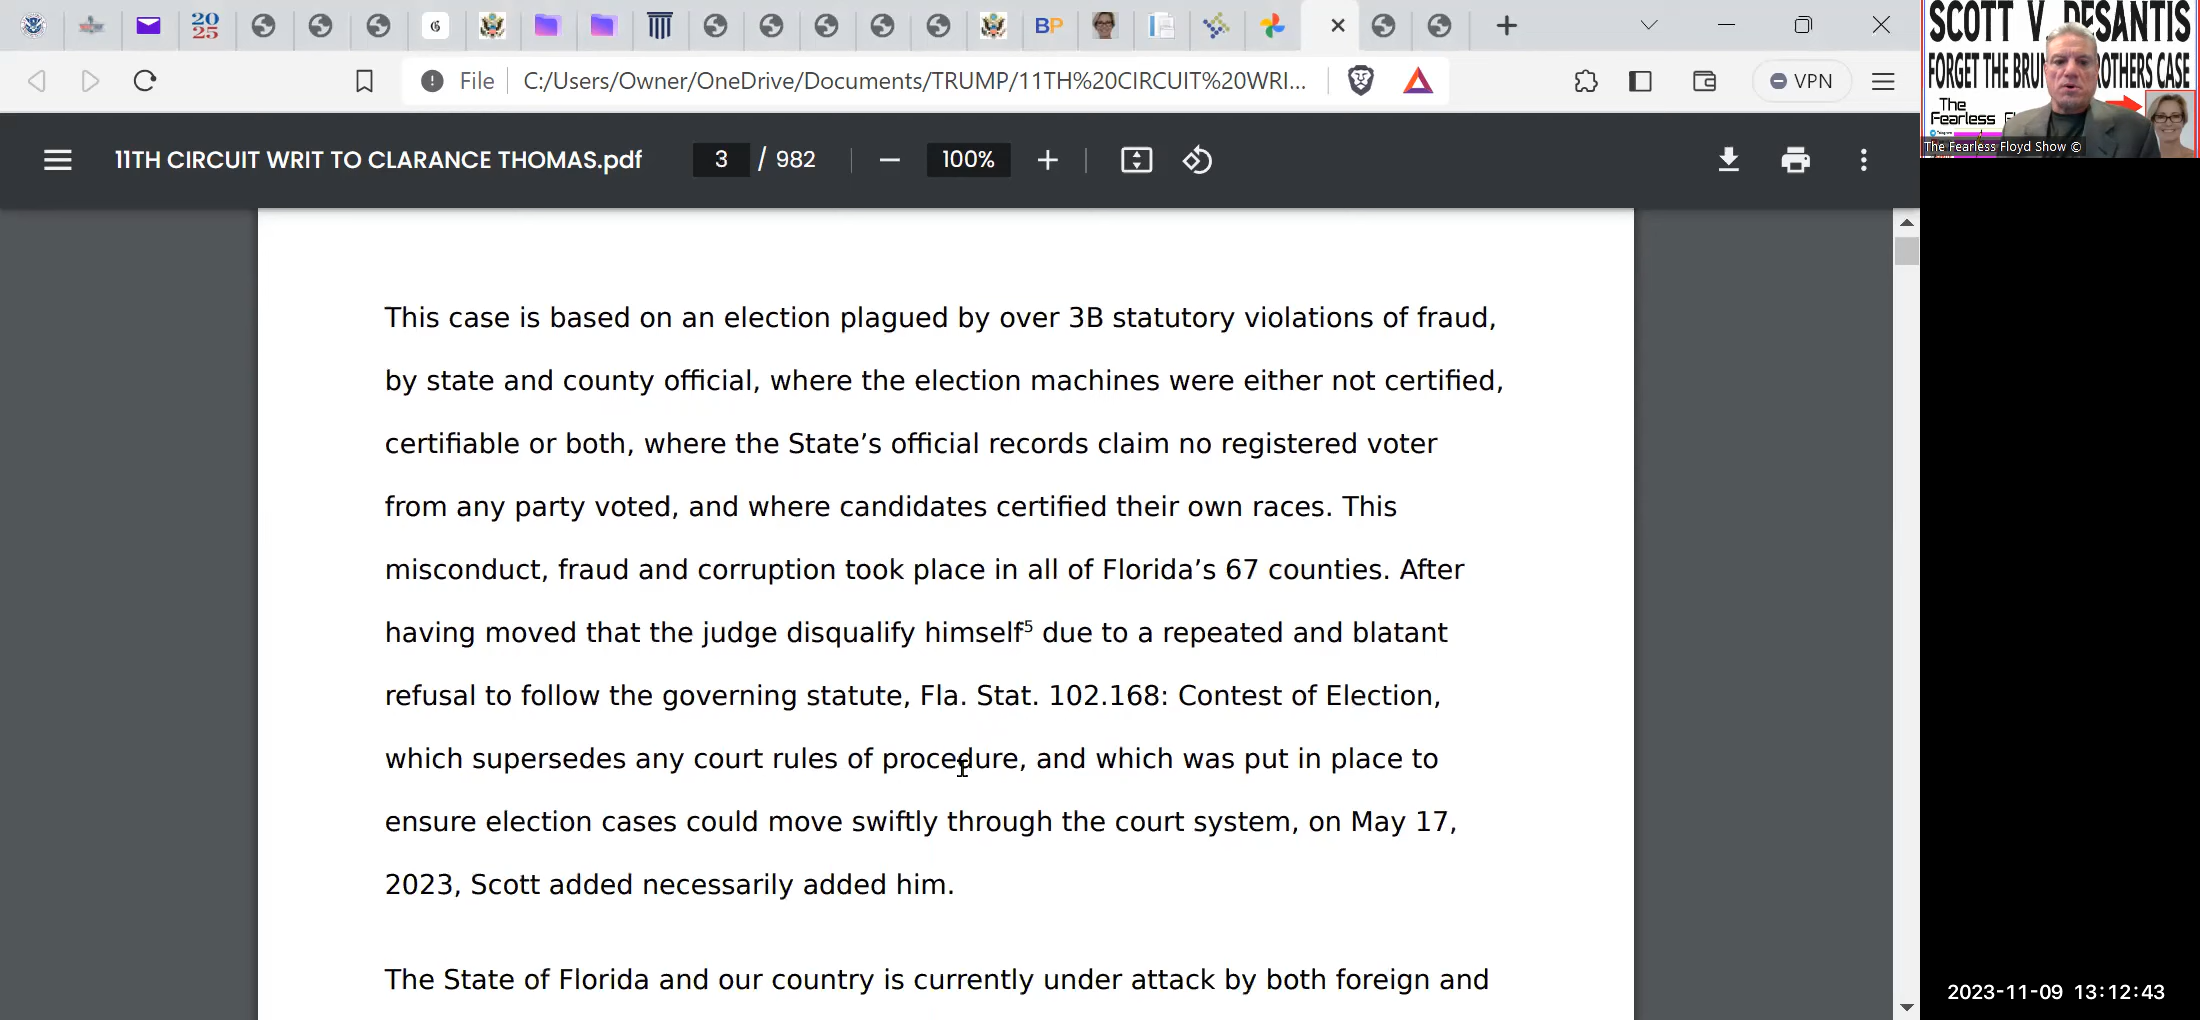 20
25
G
BP
File
C:/Users/Owner/OneDrive/Documents/TRUMP/11TH%20CIRCUIT%20WRI...
VPN
11TH CIRCUIT WRIT TO CLARANCE THOMAS.pdf
3 / 982
100%
This case is based on an election plagued by over 3B statutory violations of fraud,
by state and county official, where the election machines were either not certified,
certifiable or both, where the State’s official records claim no registered voter
from any party voted, and where candidates certified their own races. This
misconduct, fraud and corruption took place in all of Florida’s 67 counties. After
having moved that the judge disqualify himself⁵ due to a repeated and blatant
refusal to follow the governing statute, Fla. Stat. 102.168: Contest of Election,
which supersedes any court rules of procedure, and which was put in place to
ensure election cases could move swiftly through the court system, on May 17,
2023, Scott added necessarily added him.
The State of Florida and our country is currently under attack by both foreign and
SCOTT V. DESANTIS
FORGET THE CASE
The
Fearless
The Fearless Floyd Show ©
2023-11-09 13:12:43